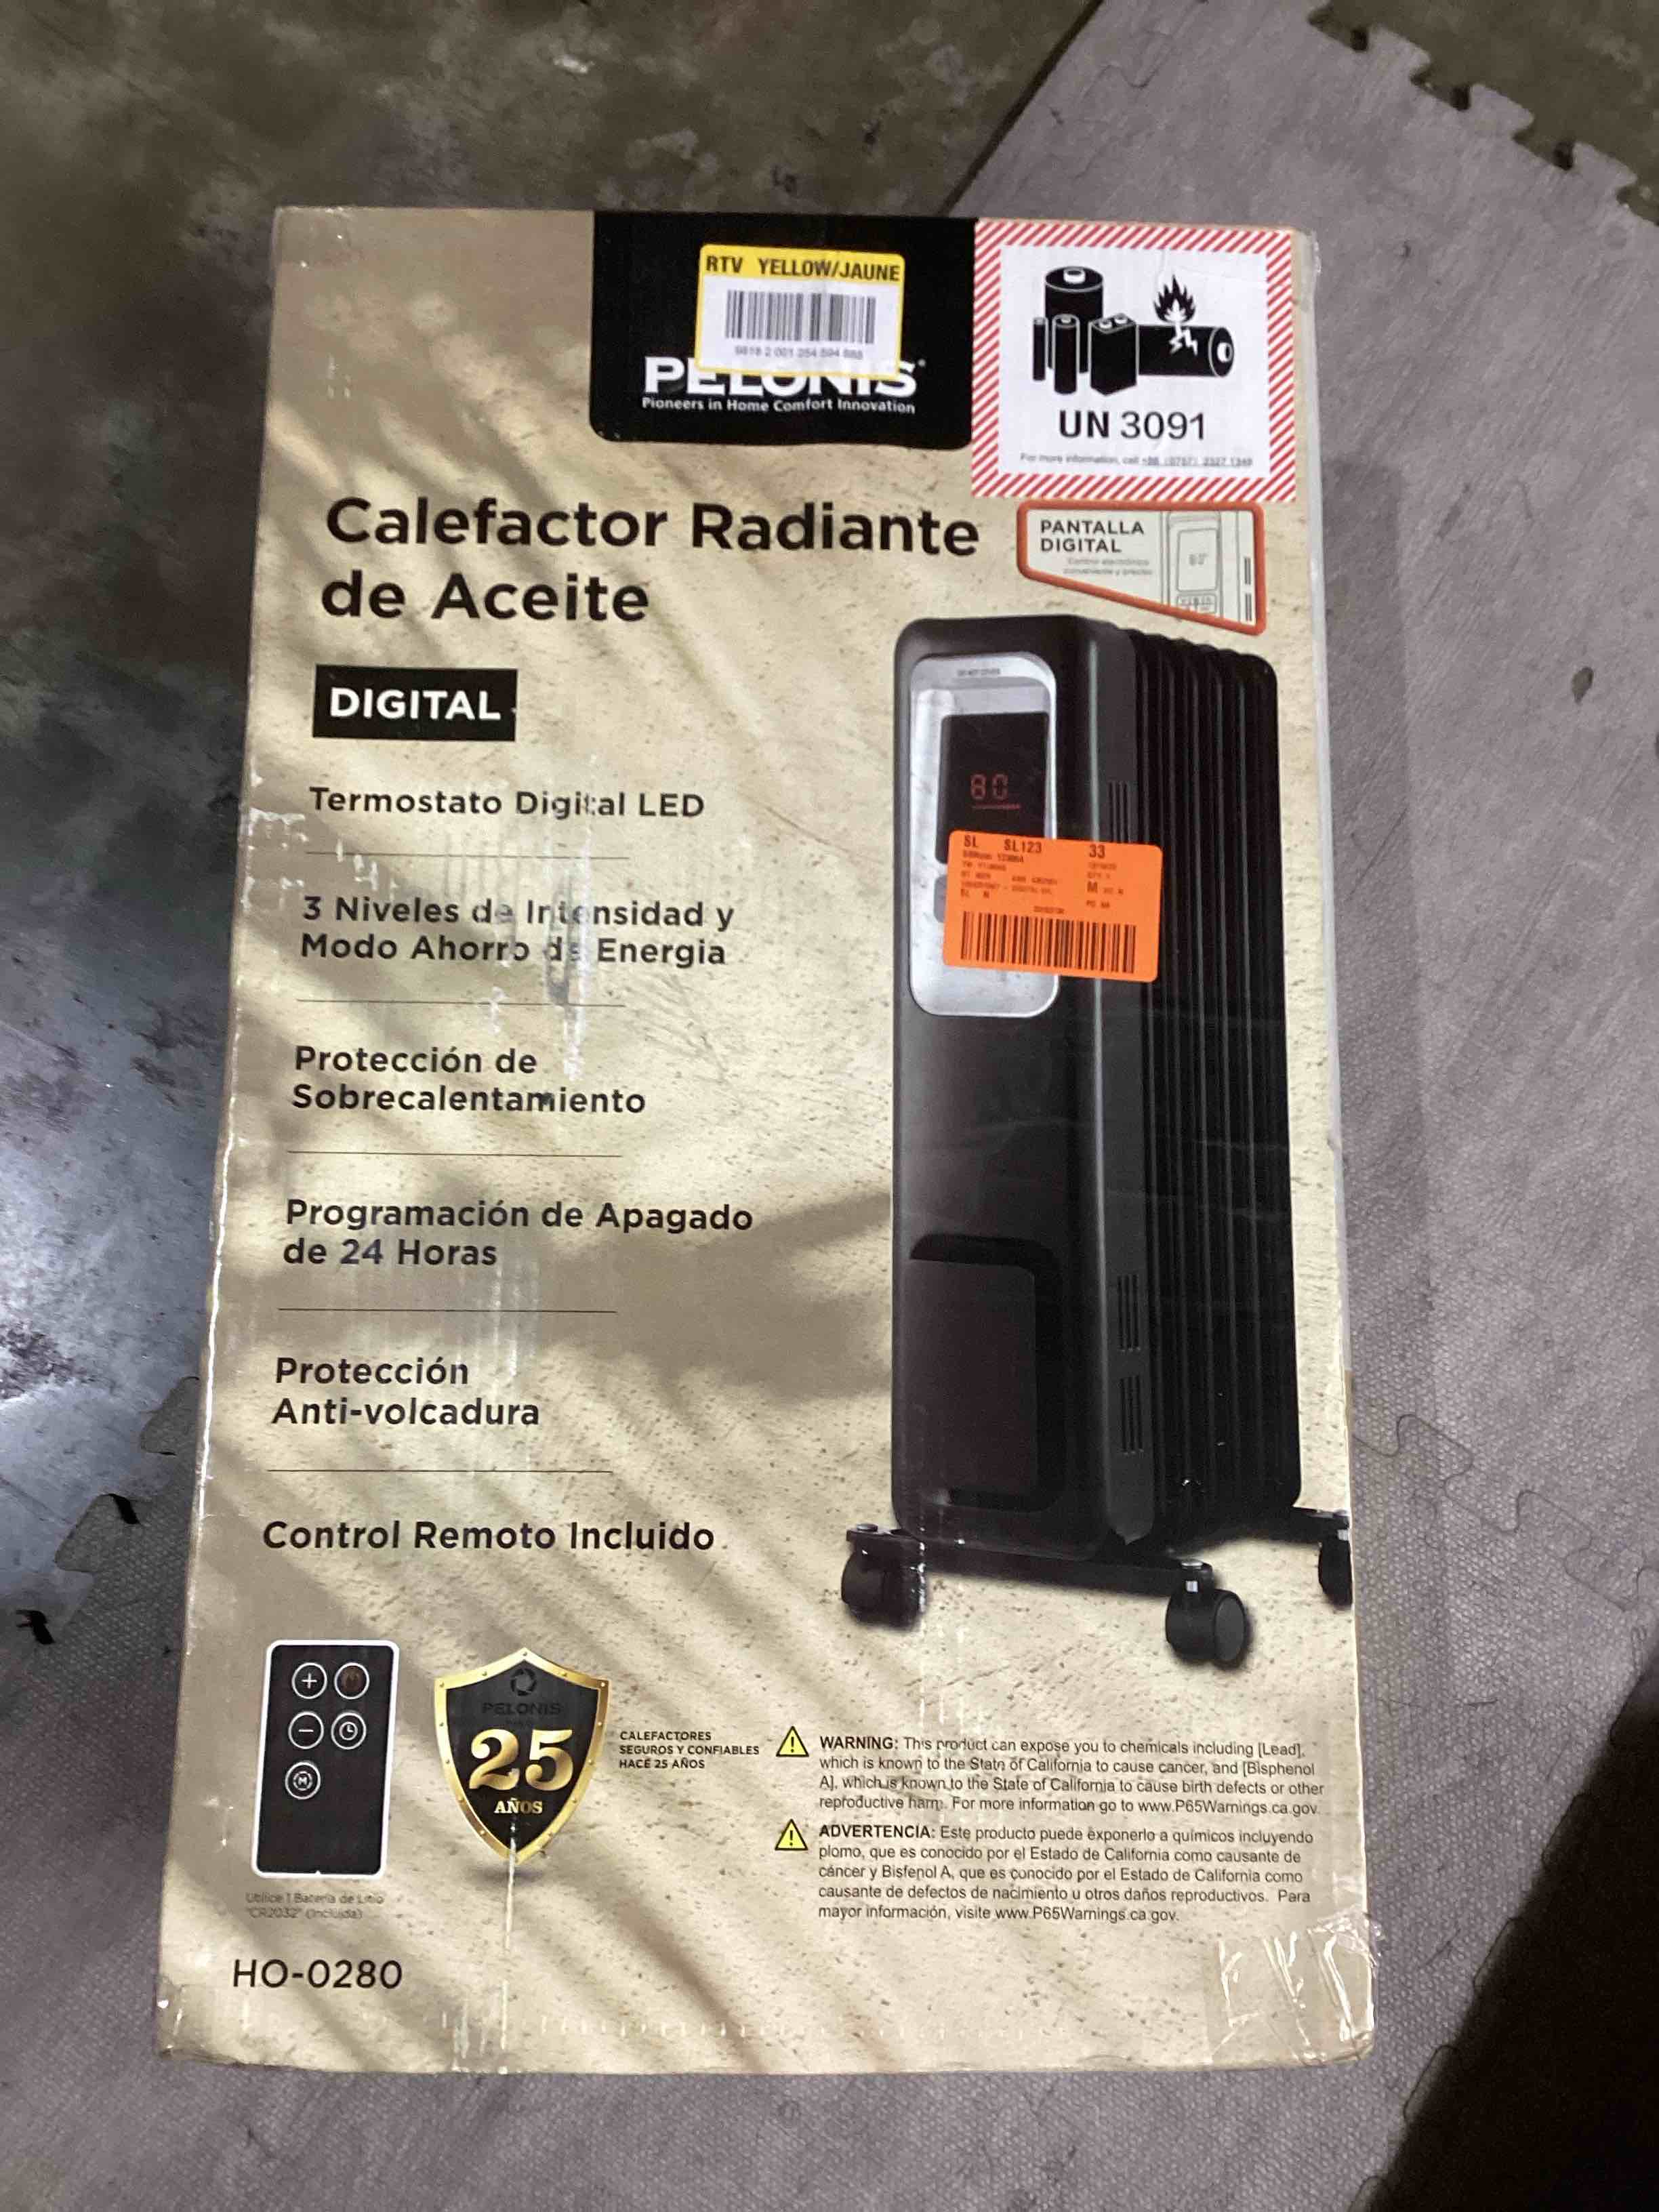 RTV YELLOW/JAUNE
PELONIS
Pioneers in Home Comfort Innovation
UN 3091
For more information, call
Calefactor Radiante
de Aceite
PANTALLA
DIGITAL
DIGITAL
80
Termostato Digital LED
SL SL123 33
3 Niveles de Intensidad y
Modo Ahorro de Energia
Protección de
Sobrecalentamiento
Programación de Apagado
de 24 Horas
Protección
Anti-volcadura
Control Remoto Incluido
PELONIS
25
AÑOS
CALEFACTORES
SEGUROS Y CONFIABLES
HACE 25 AÑOS
WARNING: This product can expose you to chemicals including [Lead],
which is known to the State of California to cause cancer, and [Bisphenol
A], which is known to the State of California to cause birth defects or other
reproductive harm. For more information go to www.P65Warnings.ca.gov.
ADVERTENCIA: Este producto puede exponerlo a químicos incluyendo
plomo, que es conocido por el Estado de California como causante de
cáncer y Bisfenol A, que es conocido por el Estado de California como
causante de defectos de nacimiento u otros daños reproductivos. Para
mayor información, visite www.P65Warnings.ca.gov.
Utilice 1 Batería de Litio
"CR2032" (Incluida)
HO-0280